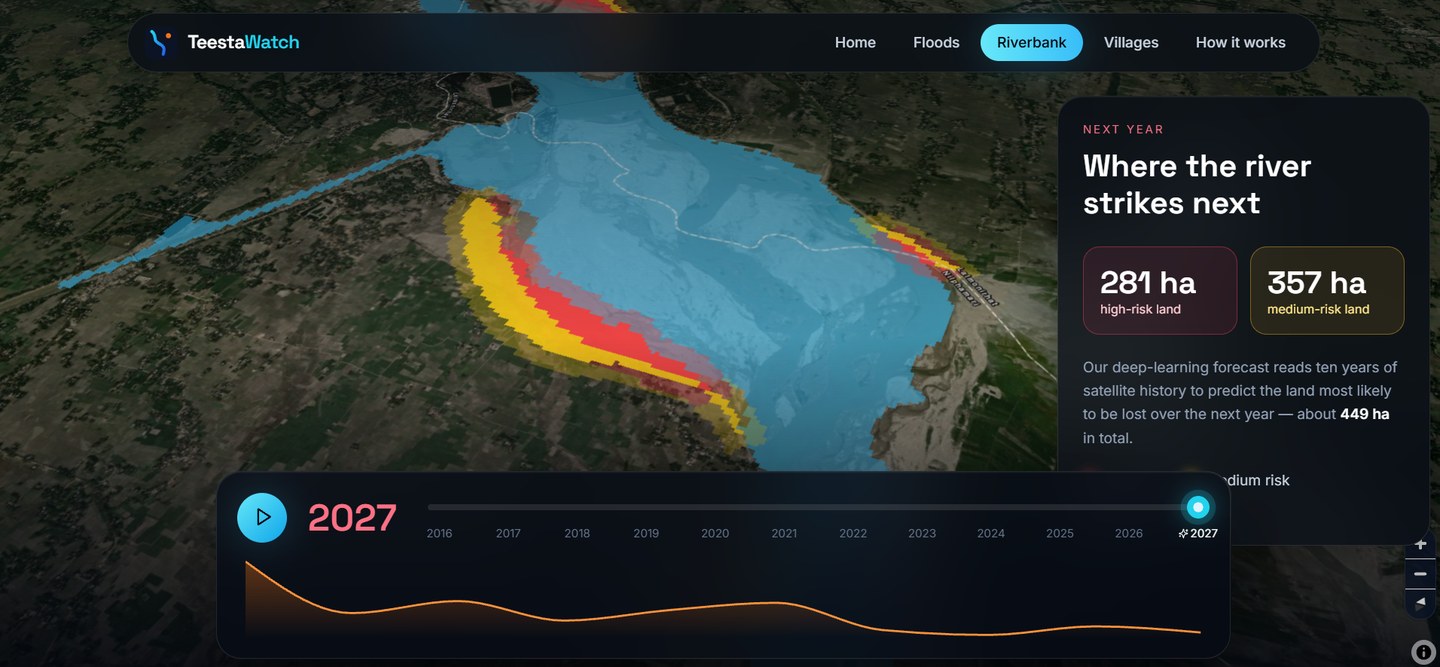 TeestaWatch
Home
Floods
Riverbank
Villages
How it works
NEXT YEAR
Where the river
strikes next
281 ha
high-risk land
357 ha
medium-risk land
Our deep-learning forecast reads ten years of
satellite history to predict the land most likely
to be lost over the next year — about 449 ha
in total.
edium risk
2027
2016
2017
2018
2019
2020
2021
2022
2023
2024
2025
2026
2027